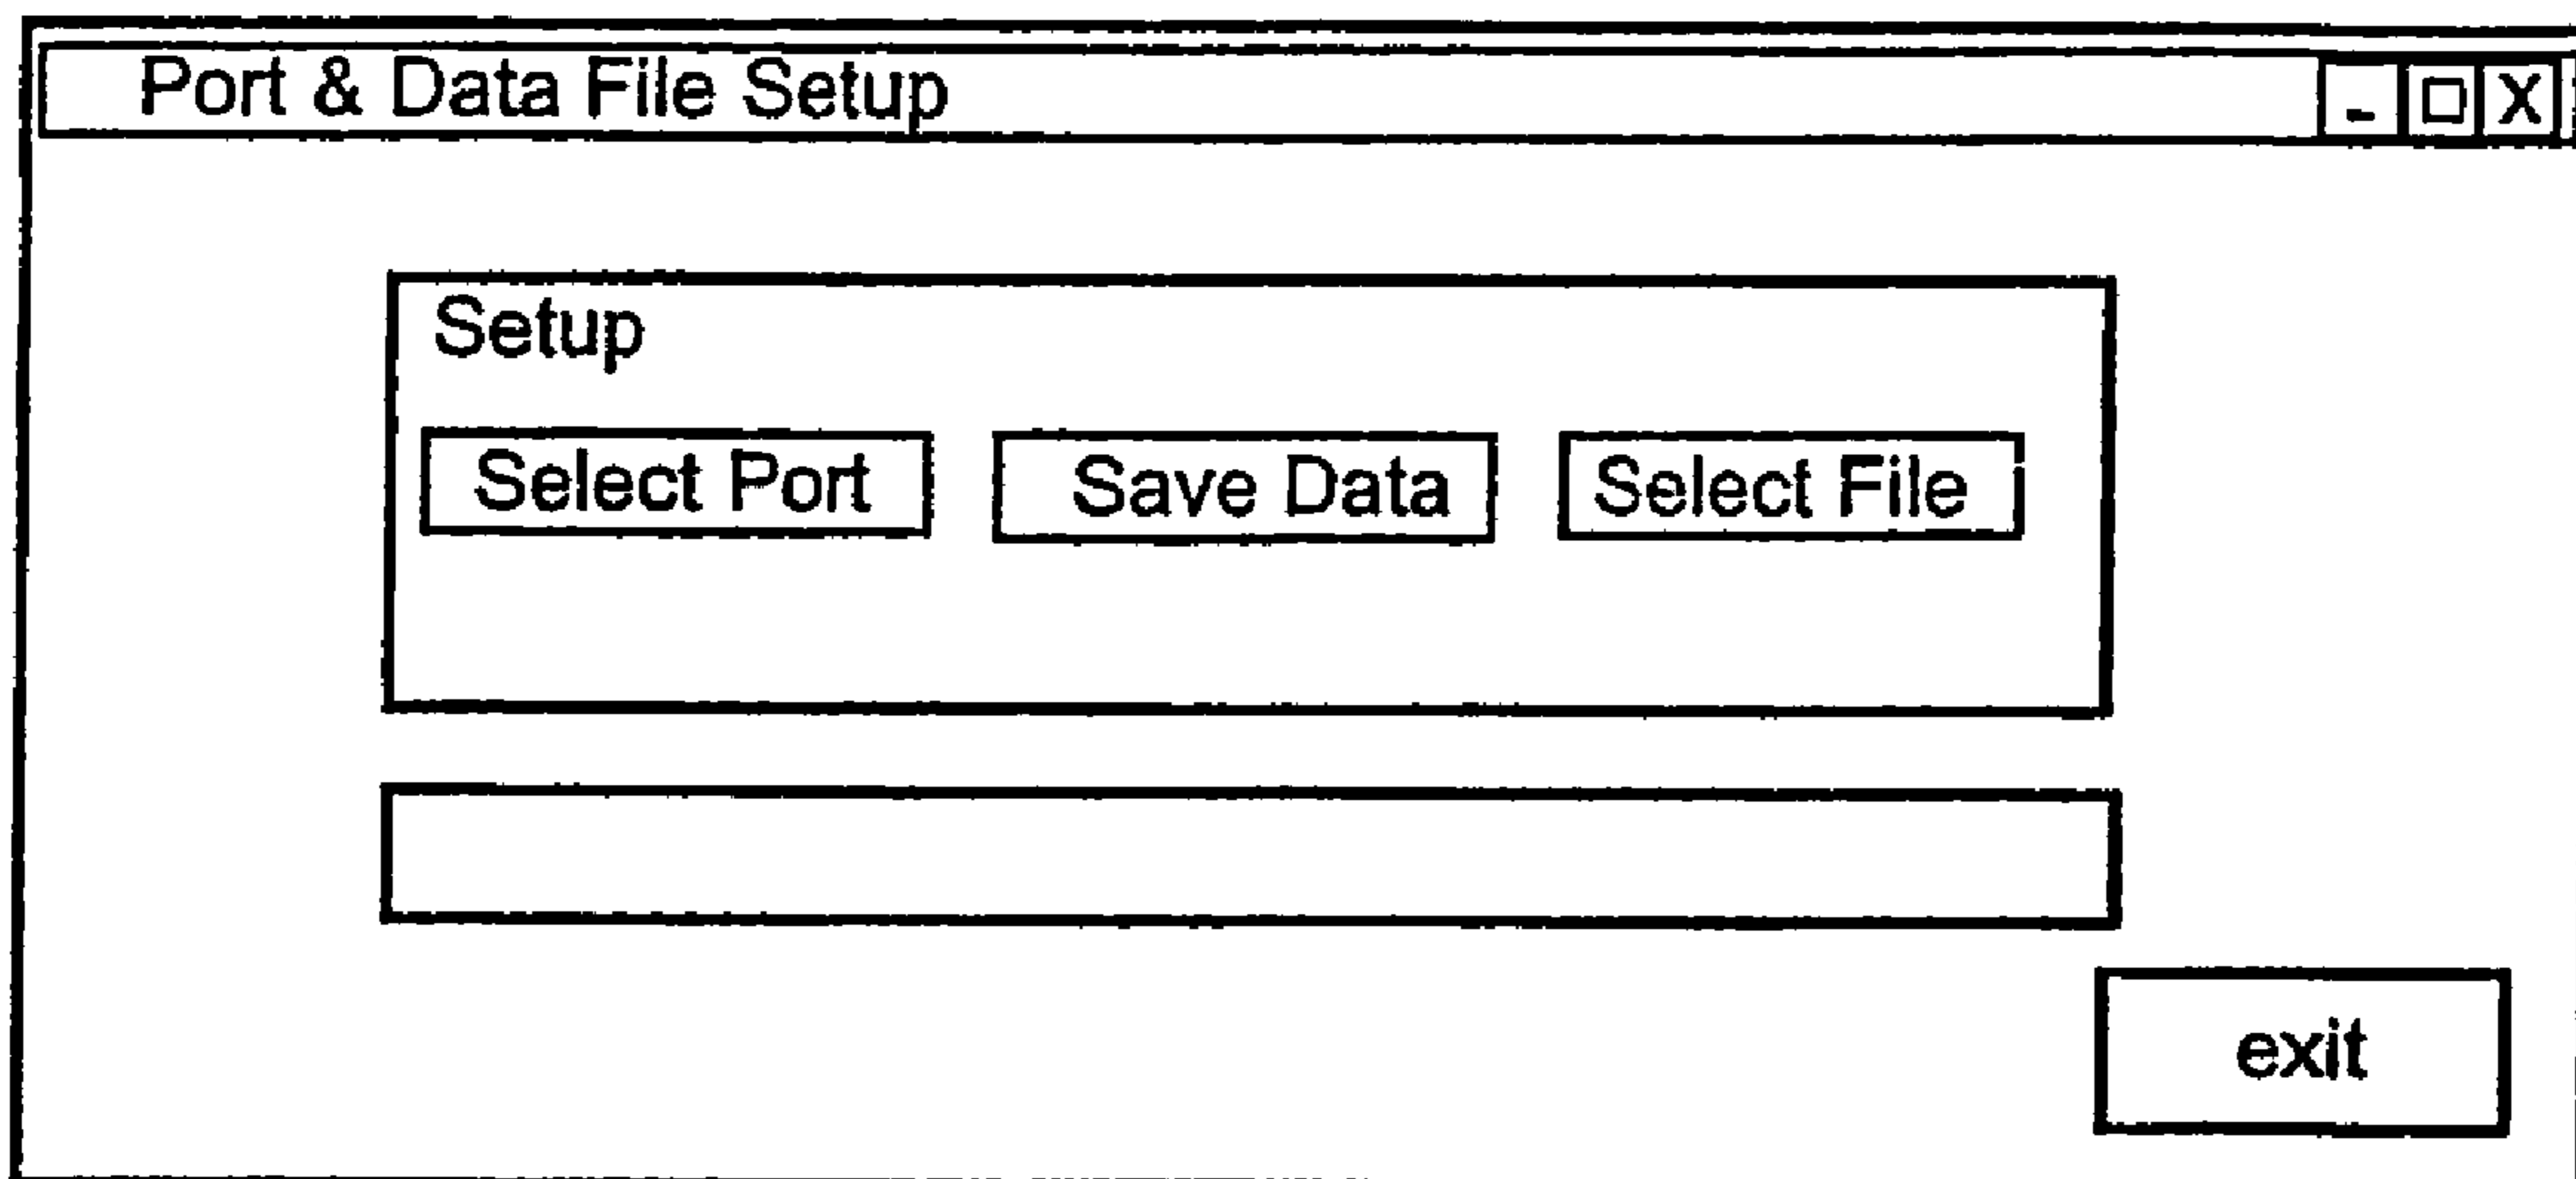 Port & Data File Setup - □ X
Setup
Select Port Save Data Select File
exit